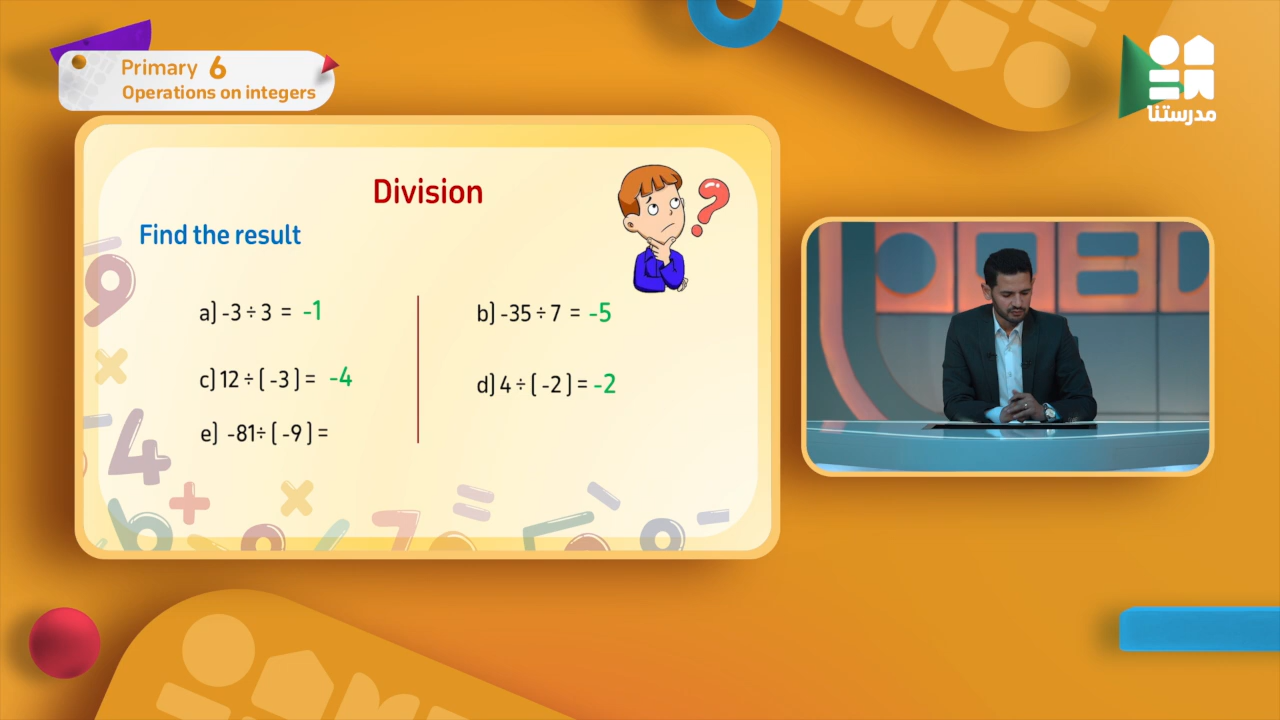 Primary 6
Operations on integers
مدرستنا
Division
Find the result
a) -3 ÷ 3 = -1
b) -35 ÷ 7 = -5
c) 12 ÷ ( -3 ) = -4
d) 4 ÷ ( -2 ) = -2
e) -81÷ ( -9 ) =